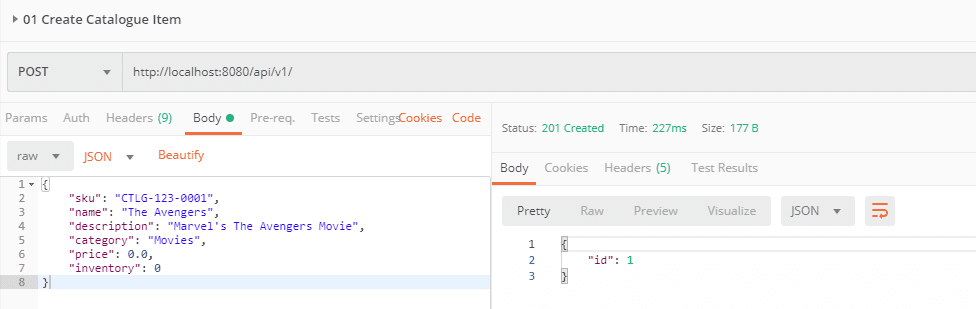 01 Create Catalogue Item
POST http://localhost:8080/api/v1/
Params Auth Headers (9) Body Pre-req. Tests Settings Cookies Code
raw JSON Beautify
1 {
2 "sku": "CTLG-123-0001",
3 "name": "The Avengers",
4 "description": "Marvel's The Avengers Movie",
5 "category": "Movies",
6 "price": 0.0,
7 "inventory": 0
8 }
Status: 201 Created Time: 227ms Size: 177 B
Body Cookies Headers (5) Test Results
Pretty Raw Preview Visualize JSON
1 {
2 "id": 1
3 }